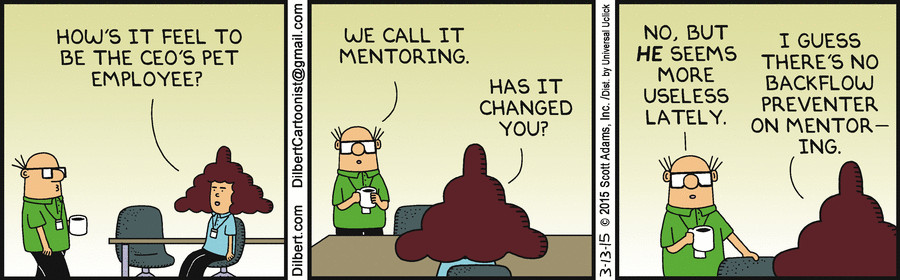 HOW'S IT FEEL TO
BE THE CEO'S PET
EMPLOYEE?
Dilbert.com DilbertCartoonist@gmail.com
WE CALL IT
MENTORING.
HAS IT
CHANGED
YOU?
3-13-15 © 2015 Scott Adams, Inc. /Dist. by Universal Uclick
NO, BUT
HE SEEMS
MORE
USELESS
LATELY.
I GUESS
THERE'S NO
BACKFLOW
PREVENTER
ON MENTOR-
ING.